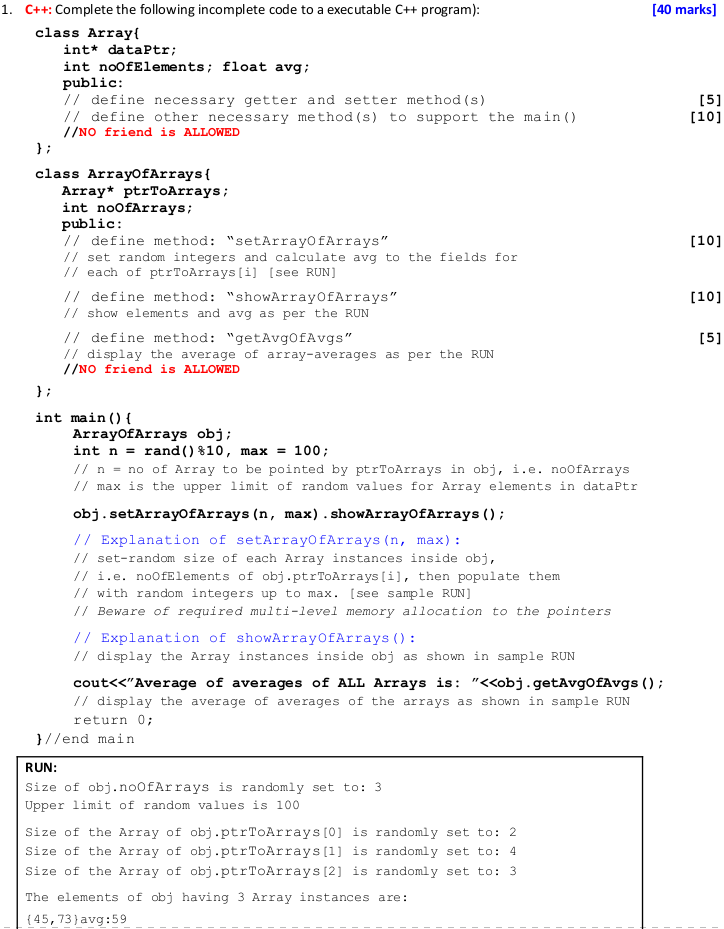 1. C++: Complete the following incomplete code to a executable C++ program): [40 marks]
class Array{
int* dataPtr;
int noOfElements; float avg;
public:
// define necessary getter and setter method(s) [5]
// define other necessary method(s) to support the main() [10]
//NO friend is ALLOWED
};
class ArrayOfArrays{
Array* ptrToArrays;
int noOfArrays;
public:
// define method: “setArrayOfArrays” [10]
// set random integers and calculate avg to the fields for
// each of ptrToArrays[i] [see RUN]
// define method: “showArrayOfArrays” [10]
// show elements and avg as per the RUN
// define method: “getAvgOfAvgs” [5]
// display the average of array-averages as per the RUN
//NO friend is ALLOWED
};
int main(){
ArrayOfArrays obj;
int n = rand()%10, max = 100;
// n = no of Array to be pointed by ptrToArrays in obj, i.e. noOfArrays
// max is the upper limit of random values for Array elements in dataPtr
obj.setArrayOfArrays(n, max).showArrayOfArrays();
// Explanation of setArrayOfArrays(n, max):
// set-random size of each Array instances inside obj,
// i.e. noOfElements of obj.ptrToArrays[i], then populate them
// with random integers up to max. [see sample RUN]
// Beware of required multi-level memory allocation to the pointers
// Explanation of showArrayOfArrays():
// display the Array instances inside obj as shown in sample RUN
cout<<”Average of averages of ALL Arrays is: ”<<obj.getAvgOfAvgs();
// display the average of averages of the arrays as shown in sample RUN
return 0;
}//end main
RUN:
Size of obj.noOfArrays is randomly set to: 3
Upper limit of random values is 100
Size of the Array of obj.ptrToArrays[0] is randomly set to: 2
Size of the Array of obj.ptrToArrays[1] is randomly set to: 4
Size of the Array of obj.ptrToArrays[2] is randomly set to: 3
The elements of obj having 3 Array instances are:
{45,73}avg:59